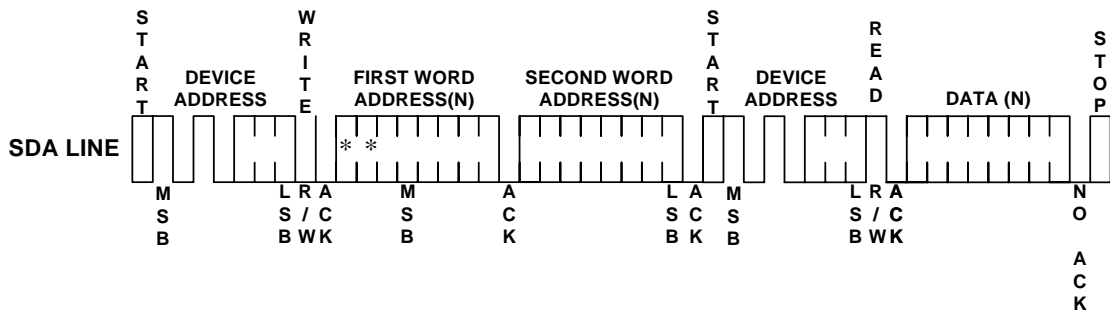 START
WRITE
START
READ
STOP
DEVICE
ADDRESS
FIRST WORD
ADDRESS(N)
SECOND WORD
ADDRESS(N)
DEVICE
ADDRESS
DATA (N)
SDA LINE
* *
MSB
LSB
R/W
ACK
MSB
ACK
LSB
ACK
MSB
LSB
R/W
ACK
NO ACK